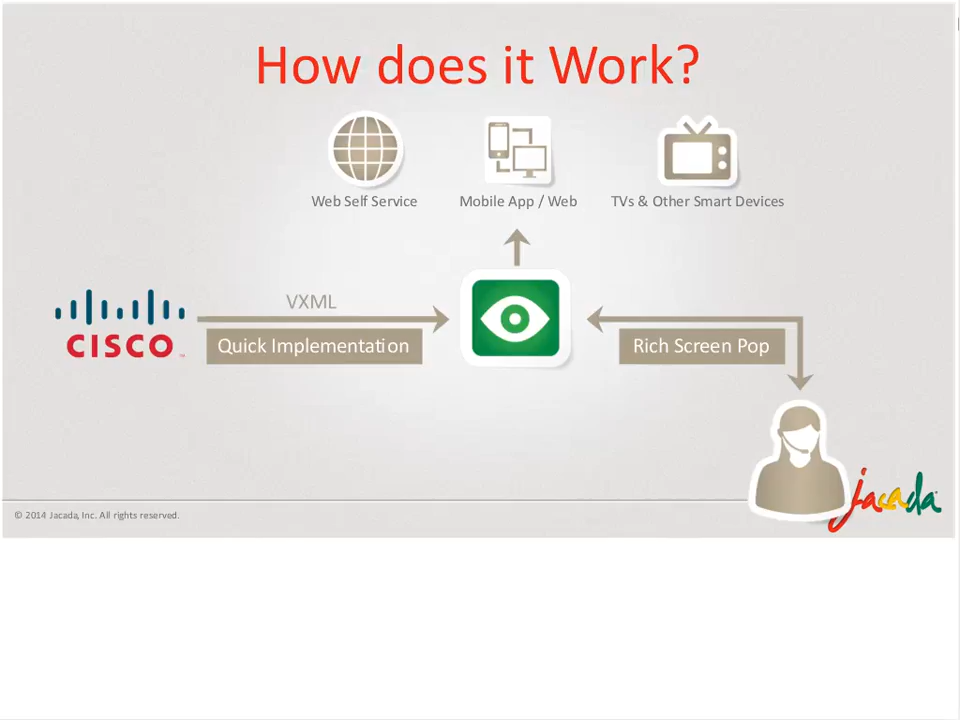 How does it Work?
Web Self Service
Mobile App / Web
TVs & Other Smart Devices
VXML
CISCO™
Quick Implementation
Rich Screen Pop
jacada
© 2014 Jacada, Inc. All rights reserved.